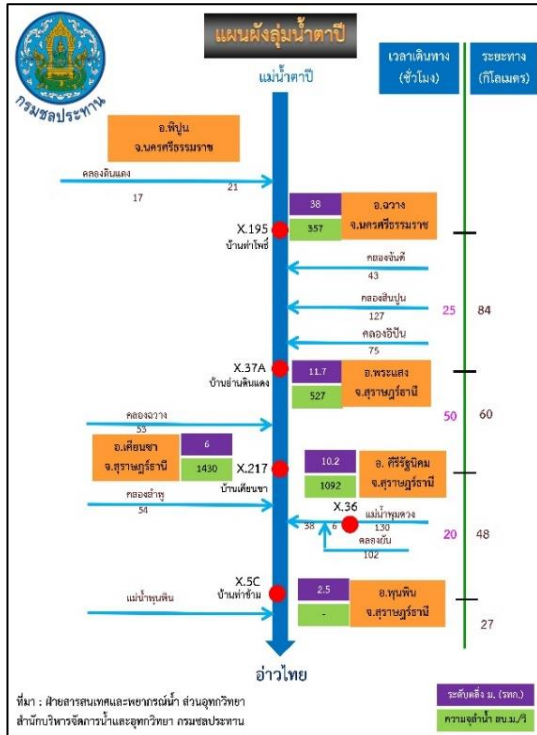 แผนผังลุ่มน้ำตาปี
กรมชลประทาน
แม่น้ำตาปี
เวลาเดินทาง
(ชั่วโมง)
ระยะทาง
(กิโลเมตร)
อ.พิปูน
จ.นครศรีธรรมราช
คลองดินแดง
17
21
X.195
บ้านท่าโพธิ์
38
357
อ.ฉวาง
จ.นครศรีธรรมราช
คลองจันดี
43
คลองสินปุน
127
25
84
คลองอิปัน
75
X.37A
บ้านย่านดินแดง
11.7
527
อ.พระแสง
จ.สุราษฎร์ธานี
คลองฉวาง
53
50
60
อ.เคียนซา
จ.สุราษฎร์ธานี
6
1430
X.217
บ้านเคียนซา
10.2
1092
อ. คีรีรัฐนิคม
จ.สุราษฎร์ธานี
คลองลำพู
54
X.36
แม่น้ำพุมดวง
38
6
130
คลองยัน
102
20
48
X.5C
บ้านท่าข้าม
2.5
-
อ.พุนพิน
จ.สุราษฎร์ธานี
แม่น้ำพุนพิน
27
อ่าวไทย
ที่มา : ฝ่ายสารสนเทศและพยากรณ์น้ำ ส่วนอุทกวิทยา
สำนักบริหารจัดการน้ำและอุทกวิทยา กรมชลประทาน
ระดับตลิ่ง ม. (รทก.)
ความจุลำน้ำ ลบ.ม./วิ